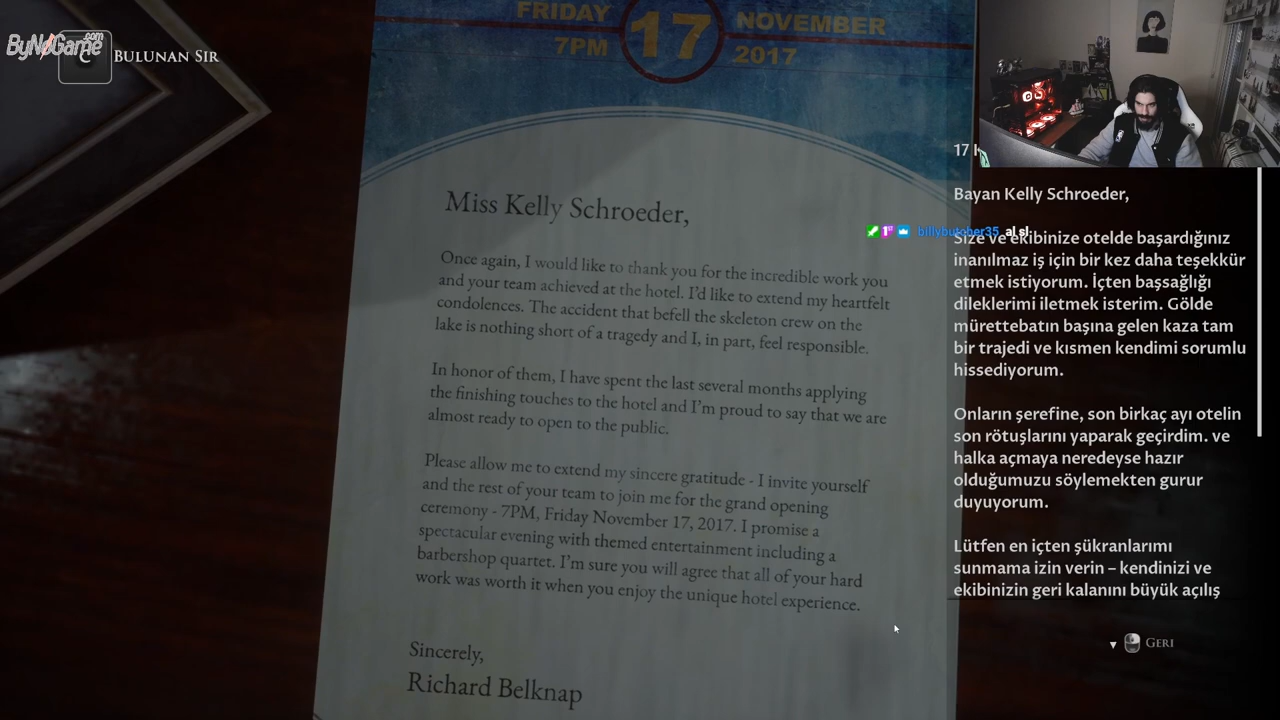 ByNoGame.com
C BULUNAN SIR
FRIDAY 17 NOVEMBER
7PM 2017
Miss Kelly Schroeder,
Once again, I would like to thank you for the incredible work you
and your team achieved at the hotel. I'd like to extend my heartfelt
condolences. The accident that befell the skeleton crew on the
lake is nothing short of a tragedy and I, in part, feel responsible.
In honor of them, I have spent the last several months applying
the finishing touches to the hotel and I'm proud to say that we are
almost ready to open to the public.
Please allow me to extend my sincere gratitude - I invite yourself
and the rest of your team to join me for the grand opening
ceremony - 7PM, Friday November 17, 2017. I promise a
spectacular evening with themed entertainment including a
barbershop quartet. I'm sure you will agree that all of your hard
work was worth it when you enjoy the unique hotel experience.
Sincerely,
Richard Belknap
17
Bayan Kelly Schroeder,
billybutcher35 al sl
Size ve ekibinize otelde başardığınız
inanılmaz iş için bir kez daha teşekkür
etmek istiyorum. İçten başsağlığı
dileklerimi iletmek isterim. Gölde
mürettebatın başına gelen kaza tam
bir trajedi ve kısmen kendimi sorumlu
hissediyorum.
Onların şerefine, son birkaç ayı otelin
son rötuşlarını yaparak geçirdim. ve
halka açmaya neredeyse hazır
olduğumuzu söylemekten gurur
duyuyorum.
Lütfen en içten şükranlarımı
sunmama izin verin – kendinizi ve
ekibinizin geri kalanını büyük açılış
GERİ